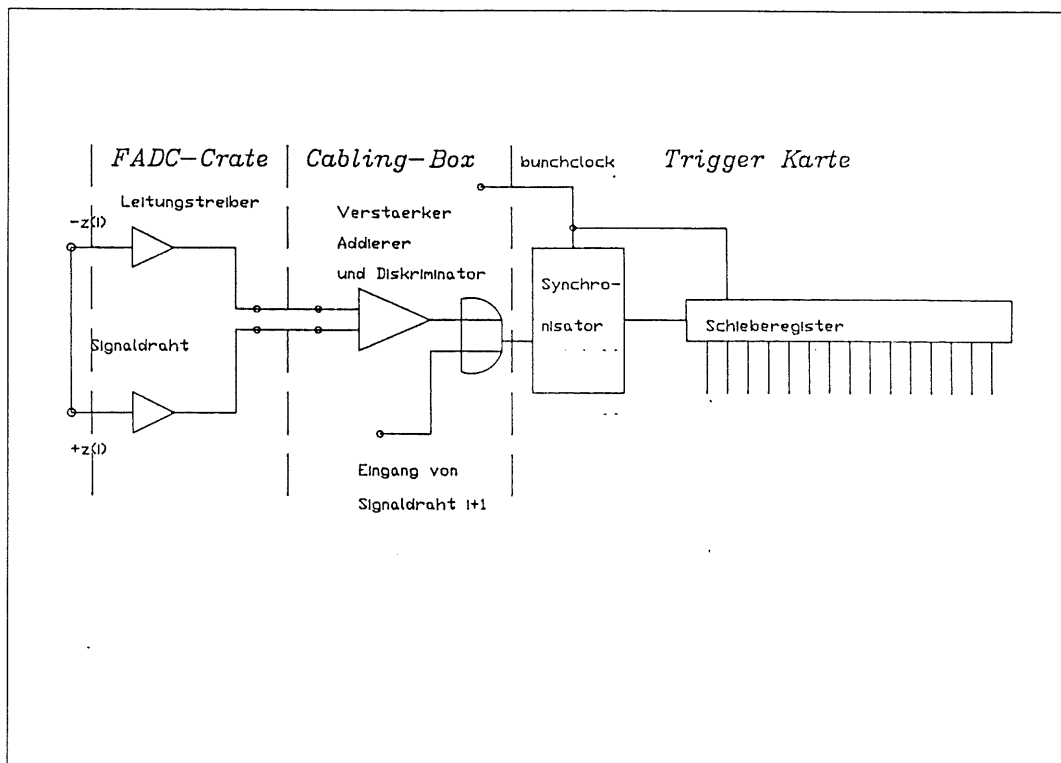 FADC-Crate
Cabling-Box
bunchclock
Trigger Karte
Leitungstreiber
-z(i)
Verstaerker
Addierer
und Diskriminator
Synchro-
nisator
Schieberegister
Signaldraht
+z(i)
Eingang von
Signaldraht i+1